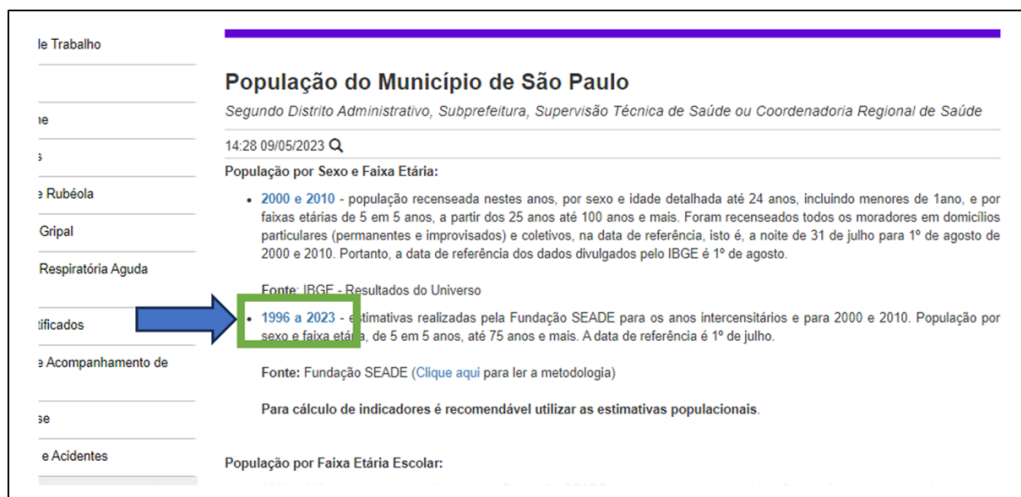 le Trabalho
ne
s
e Rubéola
Gripal
Respiratória Aguda
tificados
e Acompanhamento de
se
e Acidentes
População do Município de São Paulo
Segundo Distrito Administrativo, Subprefeitura, Supervisão Técnica de Saúde ou Coordenadoria Regional de Saúde
14:28 09/05/2023
População por Sexo e Faixa Etária:
• 2000 e 2010 - população recenseada nestes anos, por sexo e idade detalhada até 24 anos, incluindo menores de 1ano, e por
faixas etárias de 5 em 5 anos, a partir dos 25 anos até 100 anos e mais. Foram recenseados todos os moradores em domicílios
particulares (permanentes e improvisados) e coletivos, na data de referência, isto é, a noite de 31 de julho para 1º de agosto de
2000 e 2010. Portanto, a data de referência dos dados divulgados pelo IBGE é 1º de agosto.
Fonte: IBGE - Resultados do Universo
• 1996 a 2023 - estimativas realizadas pela Fundação SEADE para os anos intercensitários e para 2000 e 2010. População por
sexo e faixa etária, de 5 em 5 anos, até 75 anos e mais. A data de referência é 1º de julho.
Fonte: Fundação SEADE (Clique aqui para ler a metodologia)
Para cálculo de indicadores é recomendável utilizar as estimativas populacionais.
População por Faixa Etária Escolar: